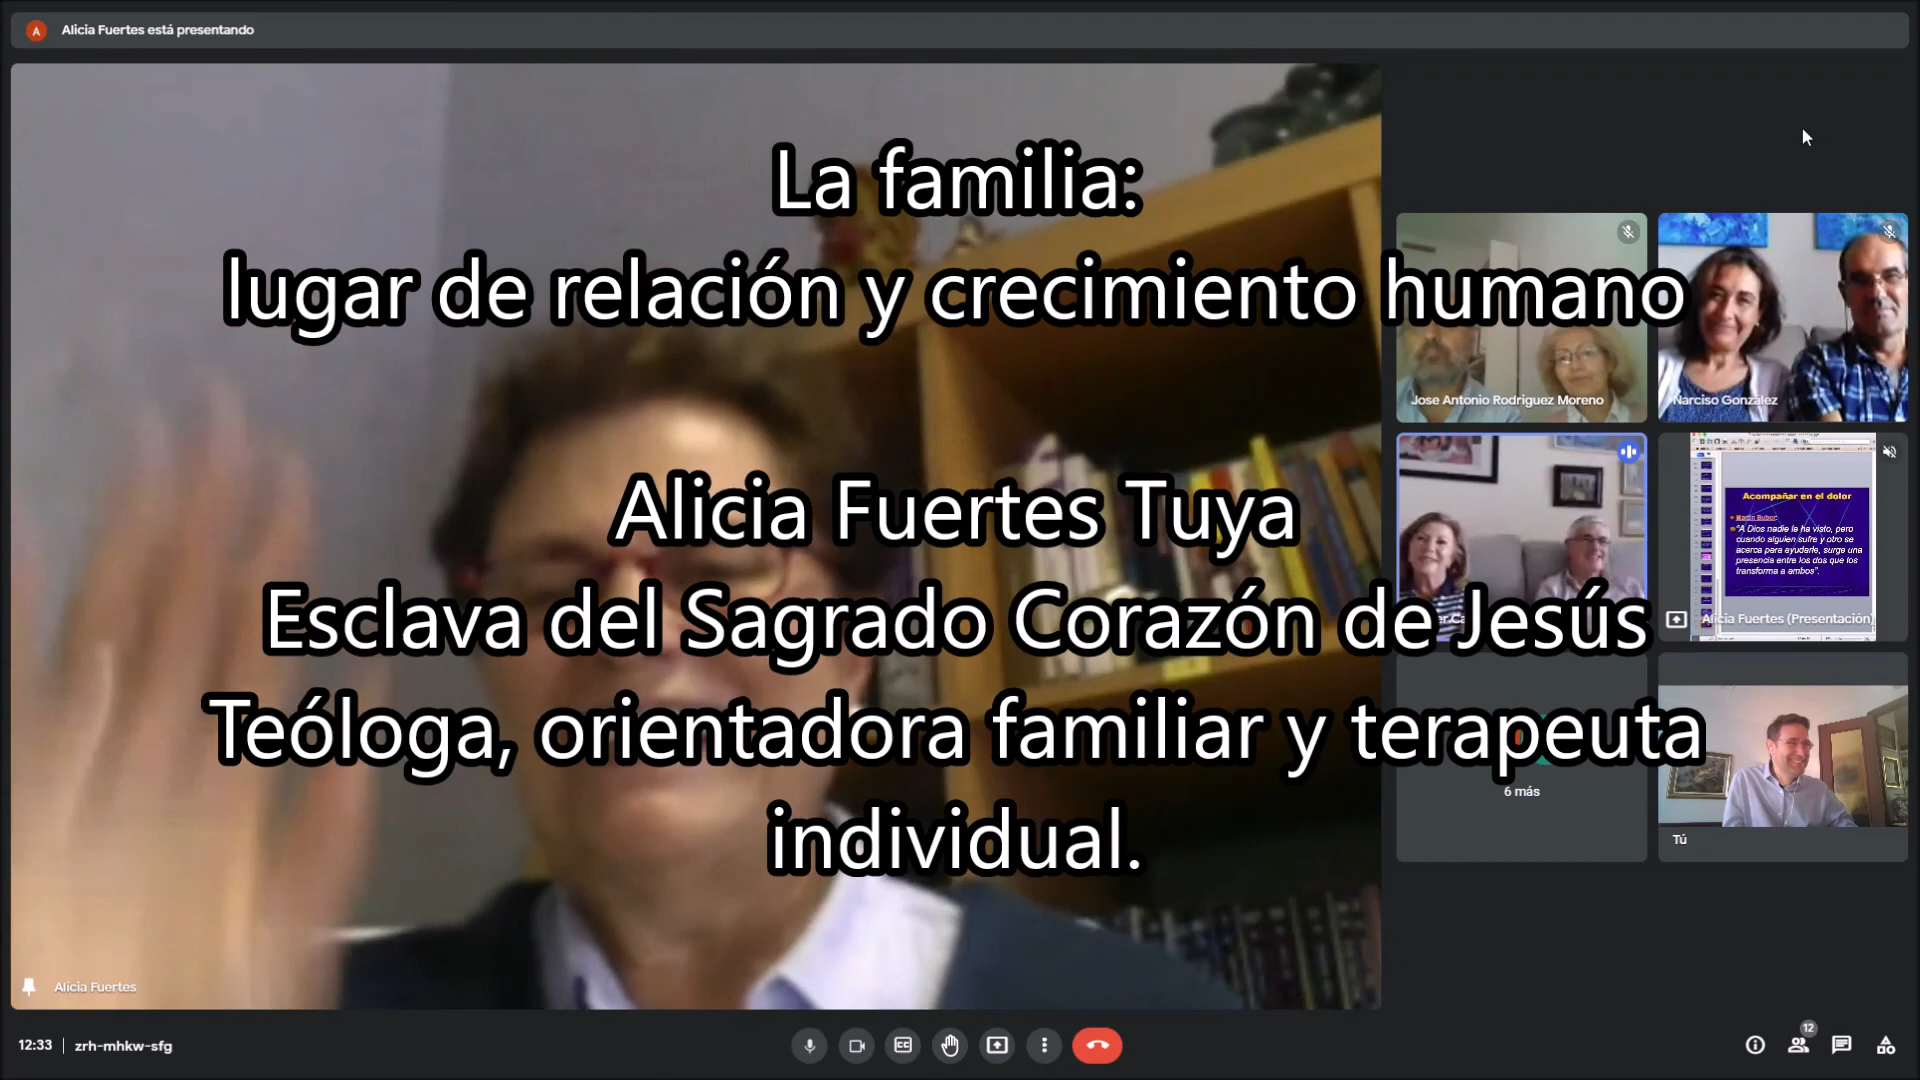 Alicia Fuertes está presentando
La familia:
lugar de relación y crecimiento humano
Alicia Fuertes Tuya
Esclava del Sagrado Corazón de Jesús
Teóloga, orientadora familiar y terapeuta
individual.
Jose Antonio Rodriguez Moreno
Narciso González
Acompañar en el dolor
Martin Buber:
"A Dios nadie le ha visto, pero
cuando alguien sufre y otro se
acerca para ayudarle, surge una
presencia entre los dos que los
transforma a ambos".
Alicia Fuertes (Presentación)
6 más
Tú
Alicia Fuertes
12:33
zrh-mhkw-sfg
12
A
CC